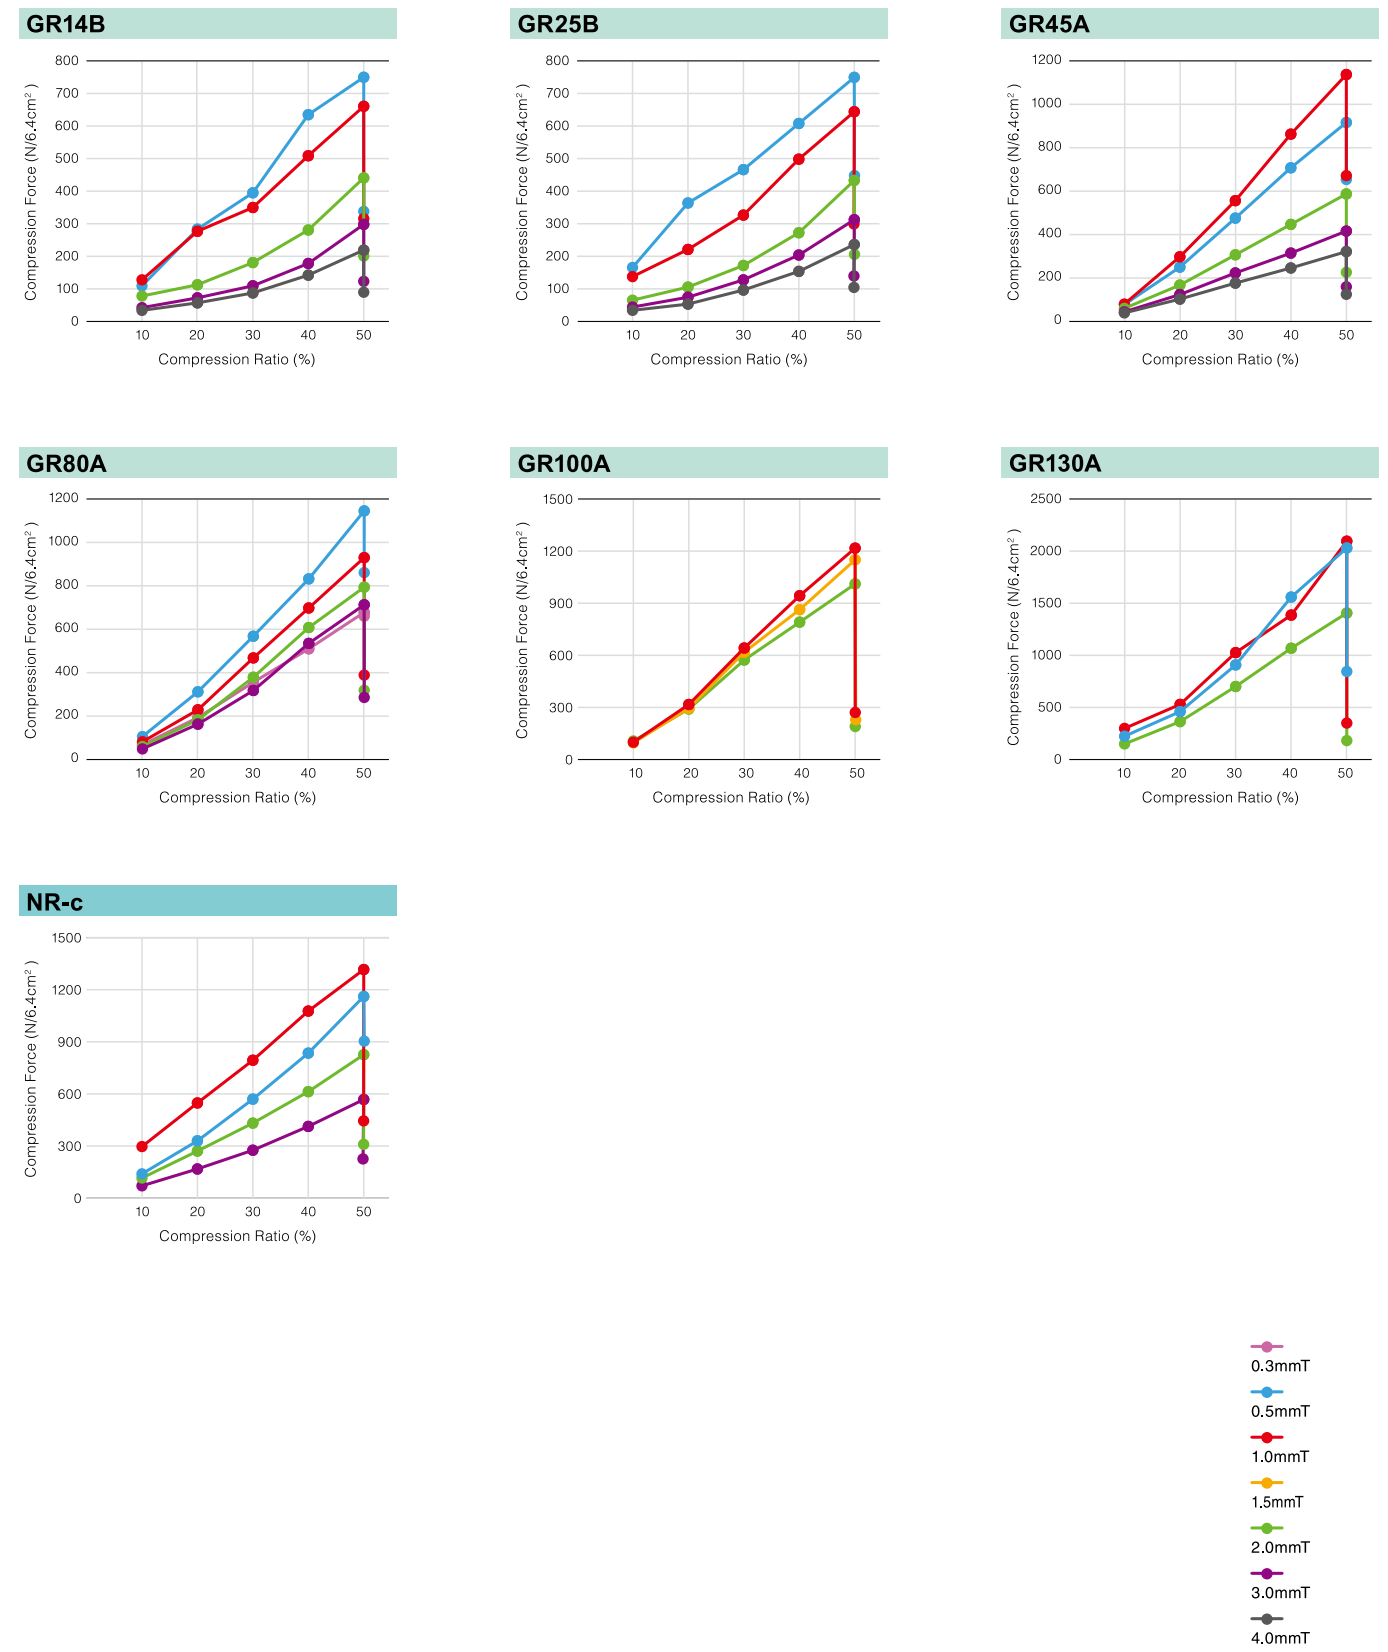 GR14B
Compression Force (N/6.4cm²)
800
700
600
500
400
300
200
100
0
10 20 30 40 50
Compression Ratio (%)
GR25B
Compression Force (N/6.4cm²)
800
700
600
500
400
300
200
100
0
10 20 30 40 50
Compression Ratio (%)
GR45A
Compression Force (N/6.4cm²)
1200
1000
800
600
400
200
0
10 20 30 40 50
Compression Ratio (%)
GR80A
Compression Force (N/6.4cm²)
1200
1000
800
600
400
200
0
10 20 30 40 50
Compression Ratio (%)
GR100A
Compression Force (N/6.4cm²)
1500
1200
900
600
300
0
10 20 30 40 50
Compression Ratio (%)
GR130A
Compression Force (N/6.4cm²)
2500
2000
1500
1000
500
0
10 20 30 40 50
Compression Ratio (%)
NR-c
Compression Force (N/6.4cm²)
1500
1200
900
600
300
0
10 20 30 40 50
Compression Ratio (%)
0.3mmT
0.5mmT
1.0mmT
1.5mmT
2.0mmT
3.0mmT
4.0mmT